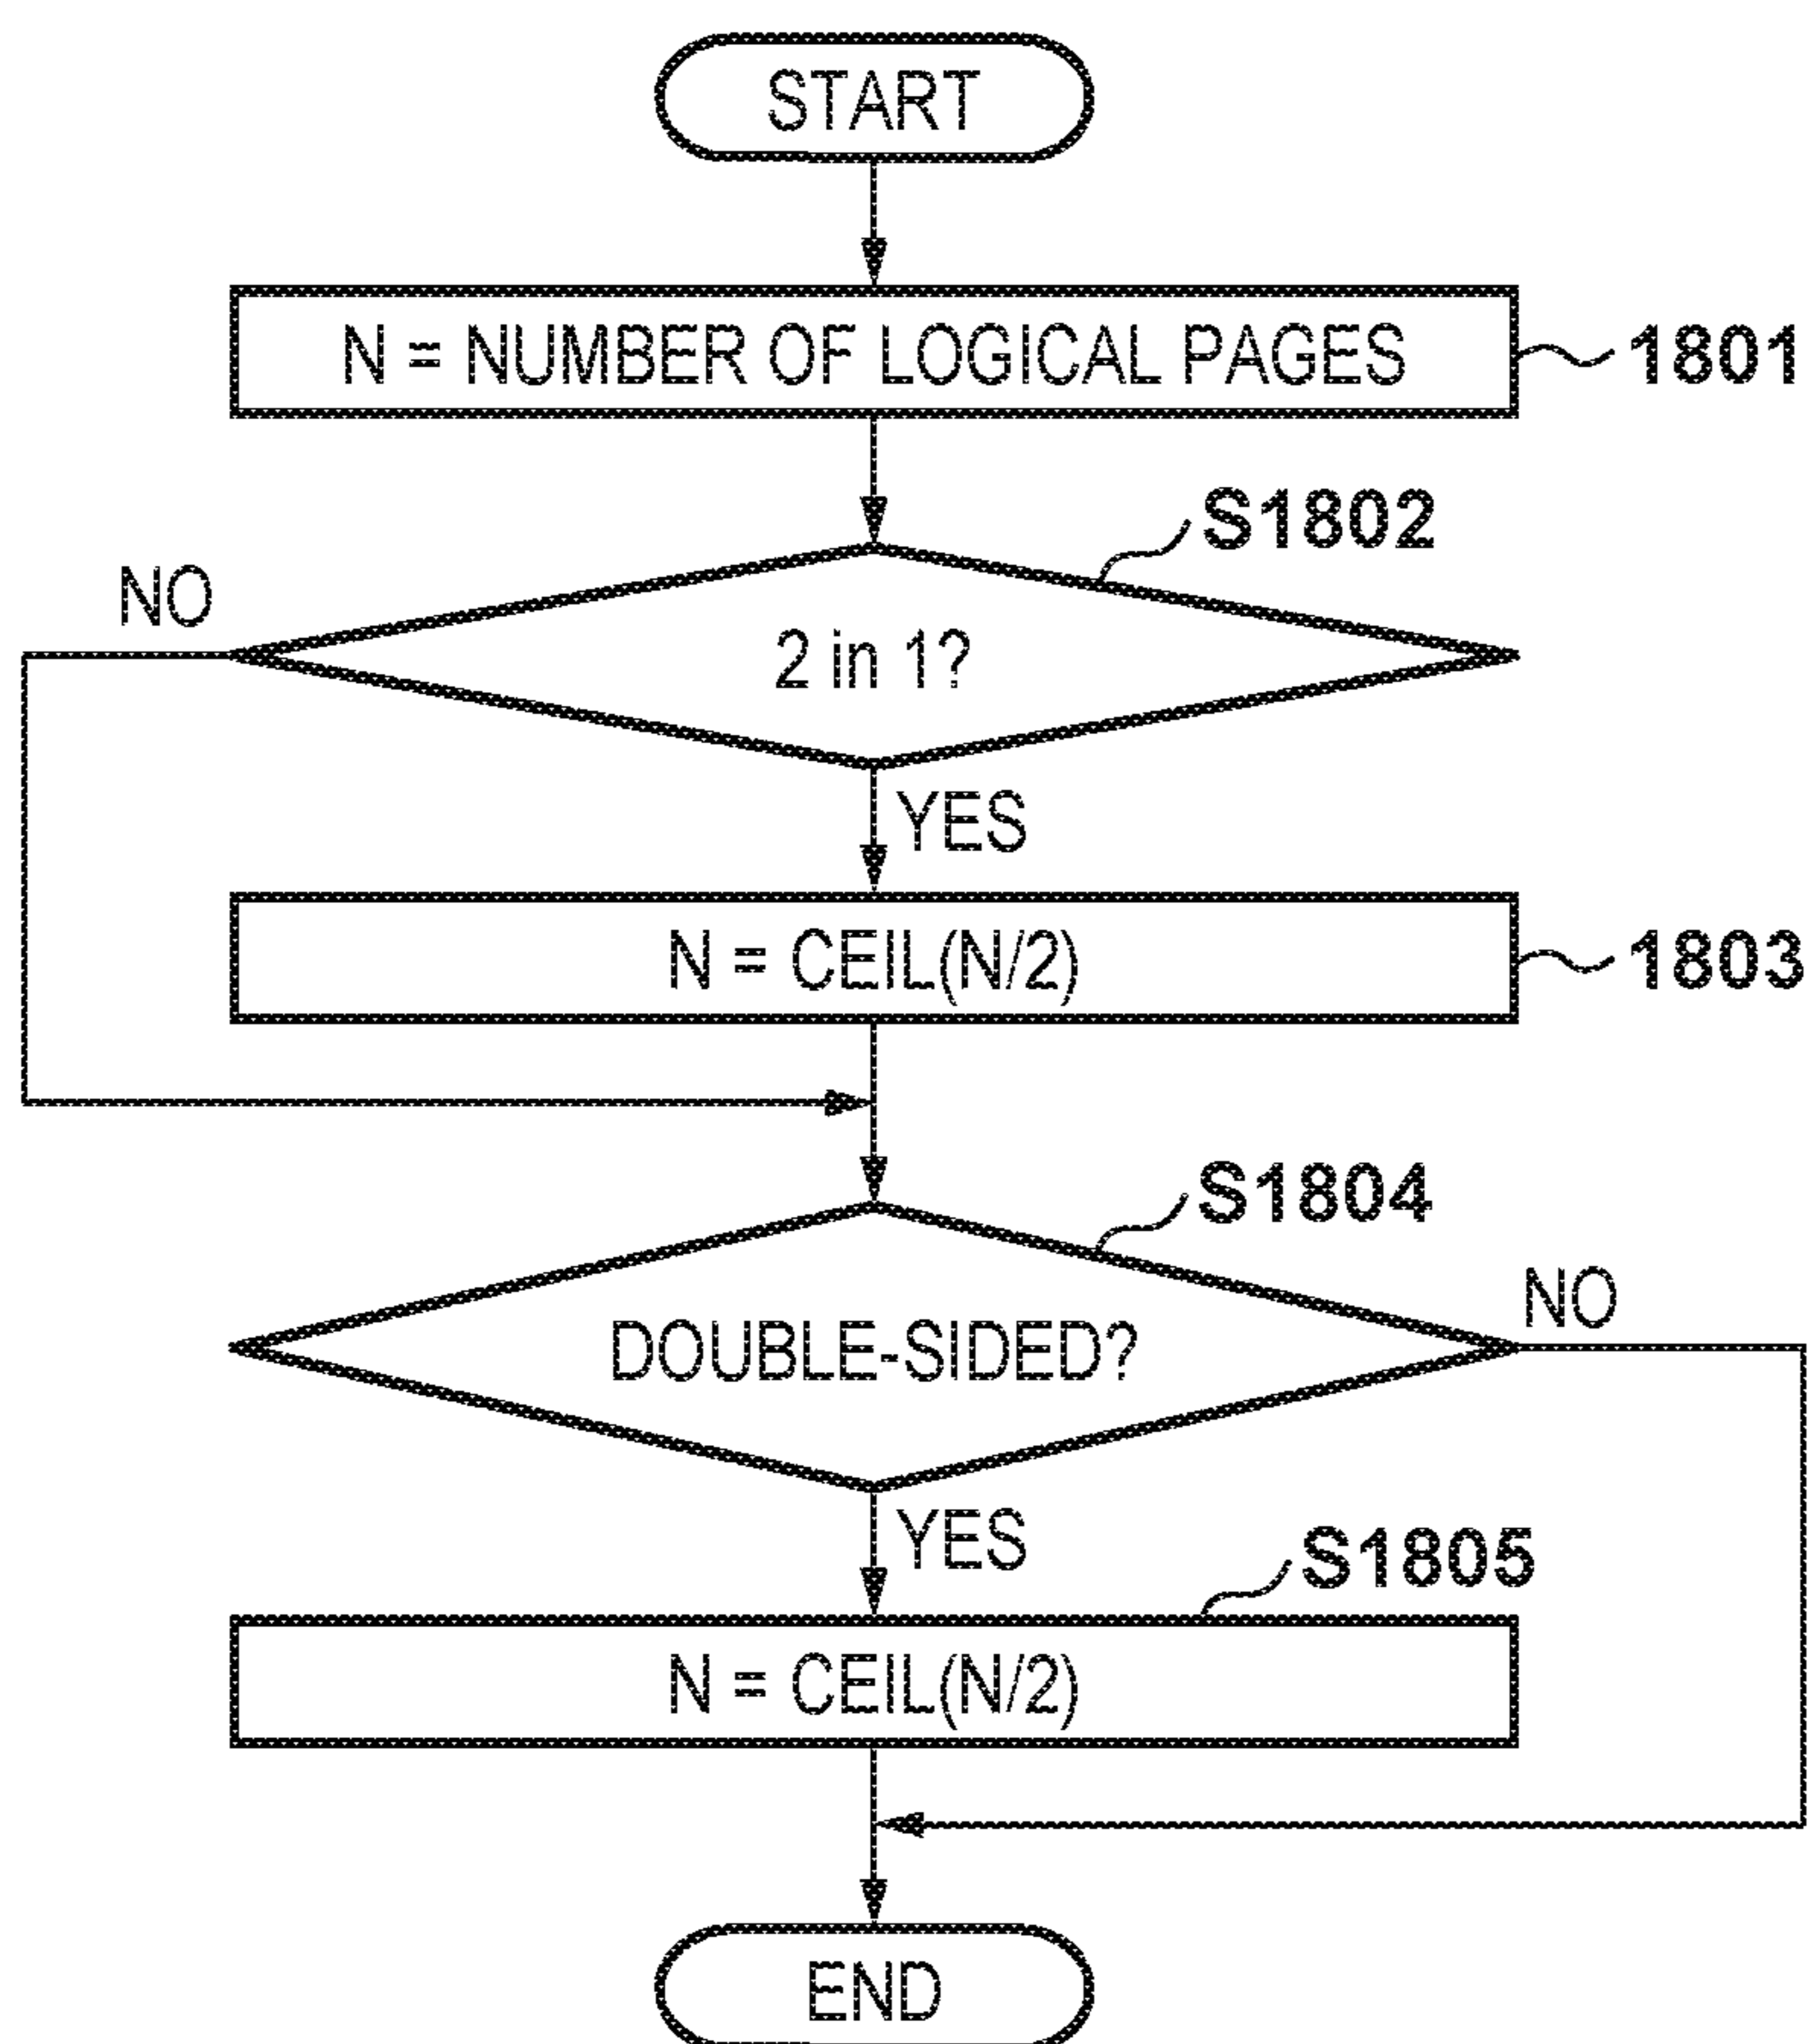 START
N = NUMBER OF LOGICAL PAGES
1801
S1802
NO
2 in 1?
YES
N = CEIL(N/2)
1803
S1804
NO
DOUBLE-SIDED?
YES
S1805
N = CEIL(N/2)
END